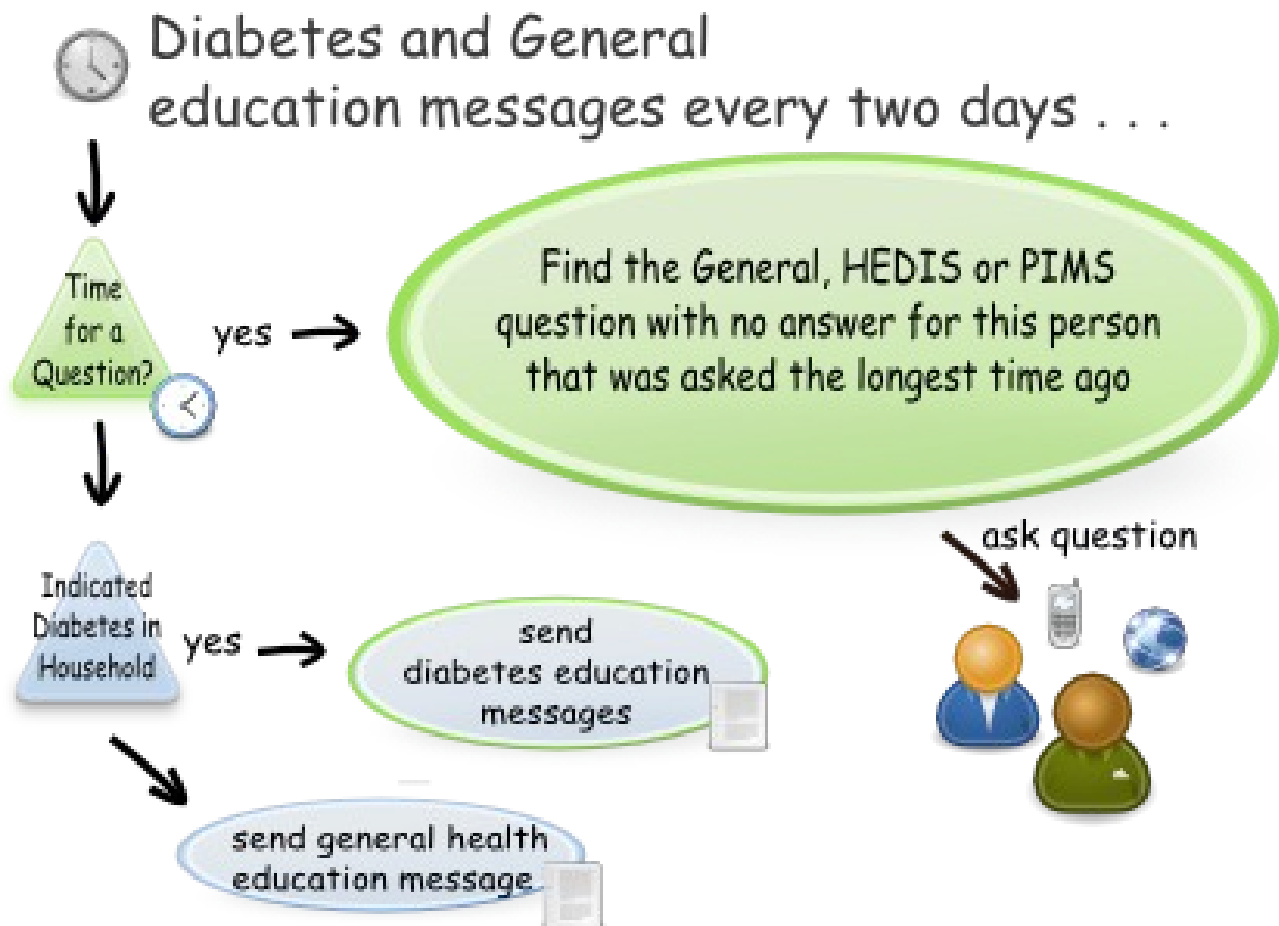 Diabetes and General
education messages every two days . . .
Time
for a
Question?
yes
Find the General, HEDIS or PIMS
question with no answer for this person
that was asked the longest time ago
ask question
Indicated
Diabetes in
Household
yes
send
diabetes education
messages
send general health
education message